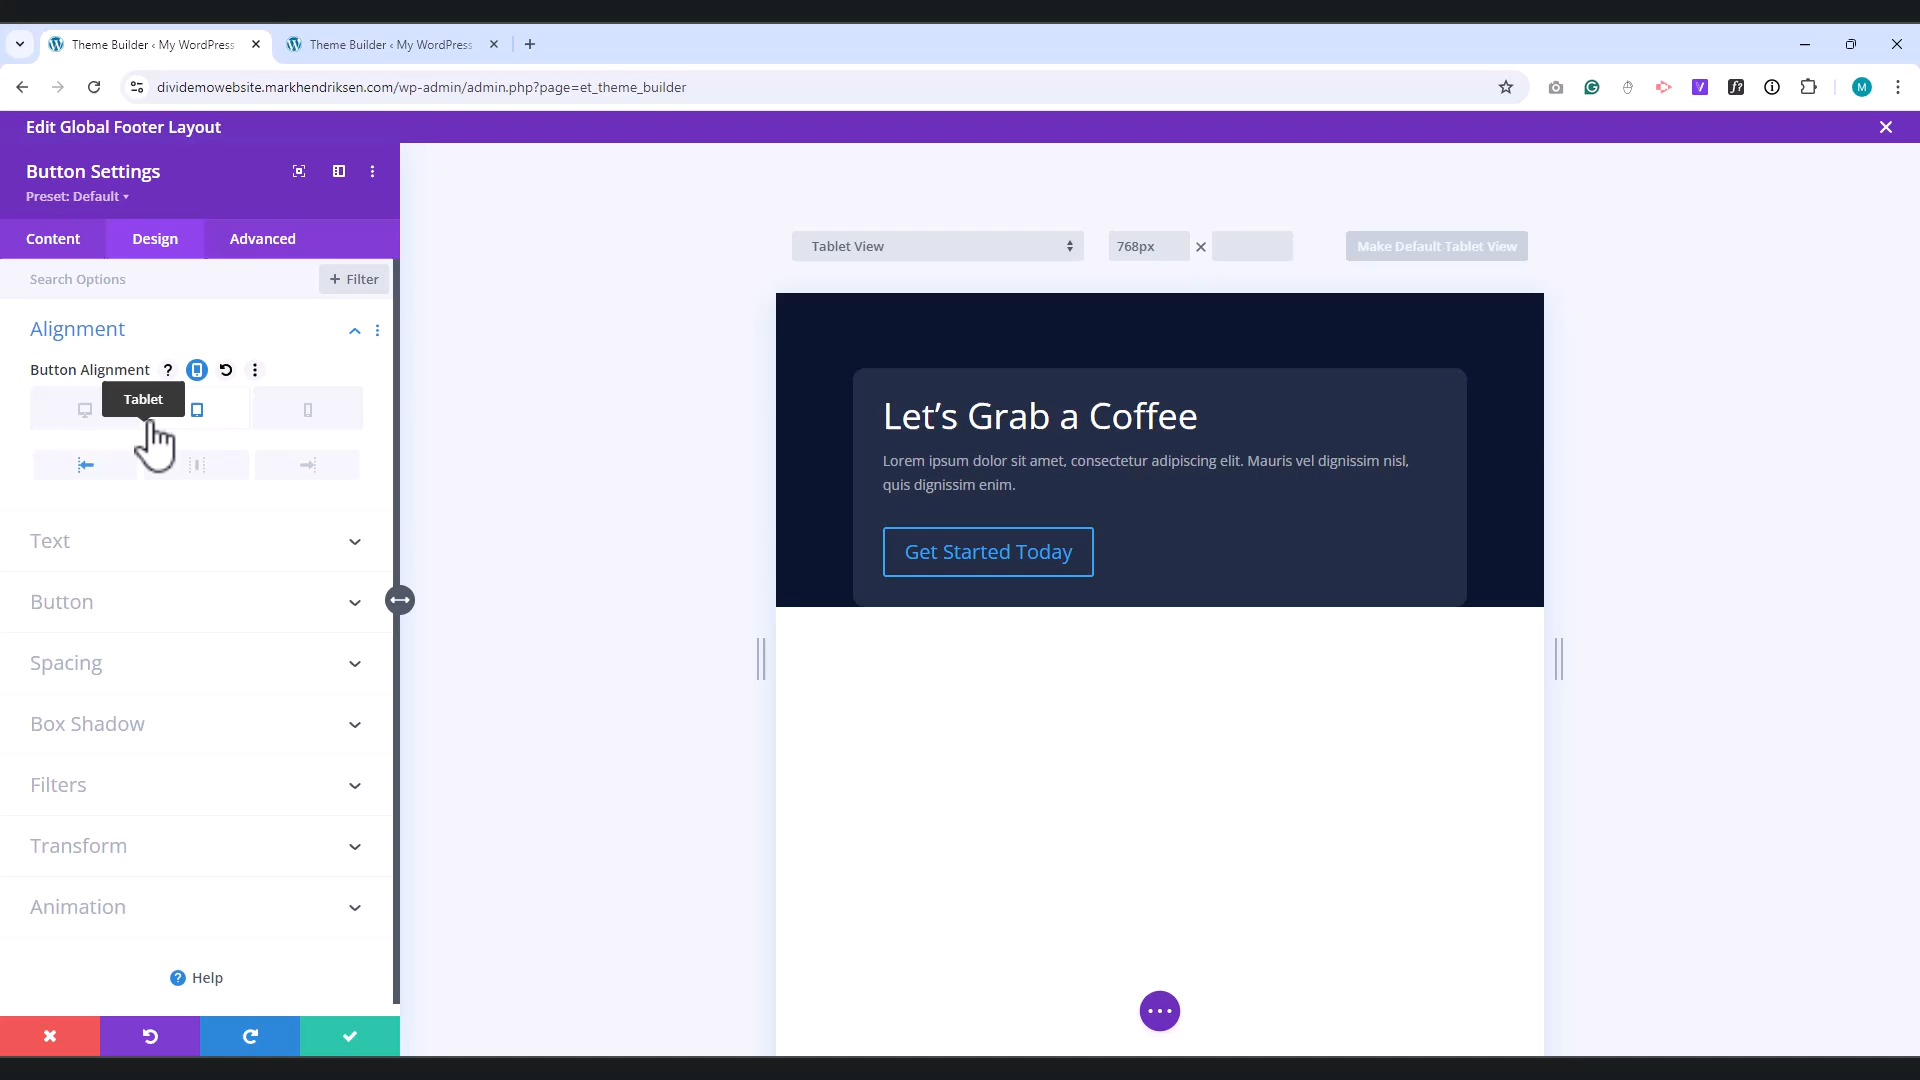 Theme Builder ‹ My WordPress
Theme Builder ‹ My WordPress
dividemowebsite.markhendriksen.com/wp-admin/admin.php?page=et_theme_builder
M
Edit Global Footer Layout
Button Settings
Preset: Default
Content
Design
Advanced
Search Options
+ Filter
Alignment
Button Alignment
Tablet
Text
Button
Spacing
Box Shadow
Filters
Transform
Animation
Help
Tablet View
768px
Make Default Tablet View
Let’s Grab a Coffee
Lorem ipsum dolor sit amet, consectetur adipiscing elit. Mauris vel dignissim nisl,
quis dignissim enim.
Get Started Today